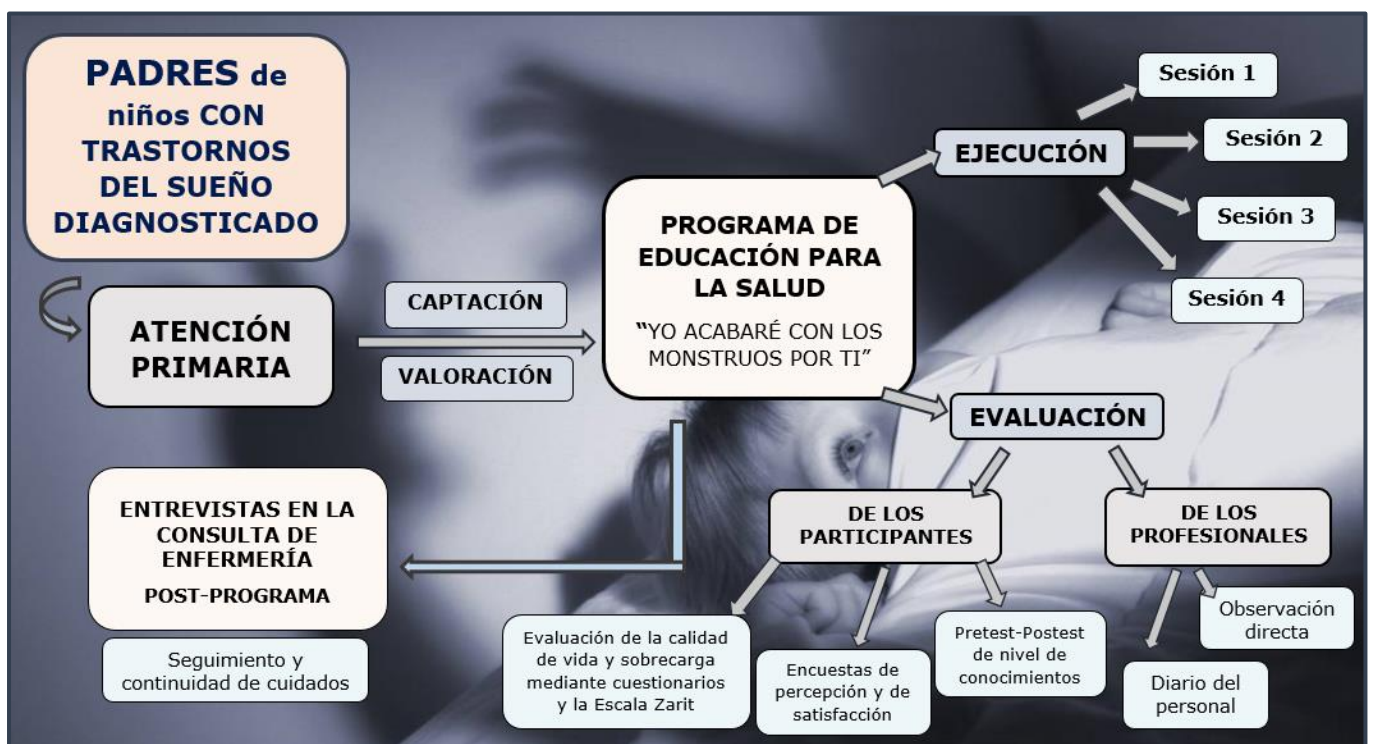 PADRES de
niños CON
TRASTORNOS
DEL SUEÑO
DIAGNOSTICADO
ATENCIÓN
PRIMARIA
CAPTACIÓN
VALORACIÓN
PROGRAMA DE
EDUCACIÓN PARA
LA SALUD
“YO ACABARÉ CON LOS
MONSTRUOS POR TI”
EJECUCIÓN
Sesión 1
Sesión 2
Sesión 3
Sesión 4
EVALUACIÓN
DE LOS
PARTICIPANTES
Evaluación de la calidad
de vida y sobrecarga
mediante cuestionarios
y la Escala Zarit
Encuestas de
percepción y de
satisfacción
Pretest-Postest
de nivel de
conocimientos
DE LOS
PROFESIONALES
Diario del
personal
Observación
directa
ENTREVISTAS EN LA
CONSULTA DE
ENFERMERÍA
POST-PROGRAMA
Seguimiento y
continuidad de cuidados